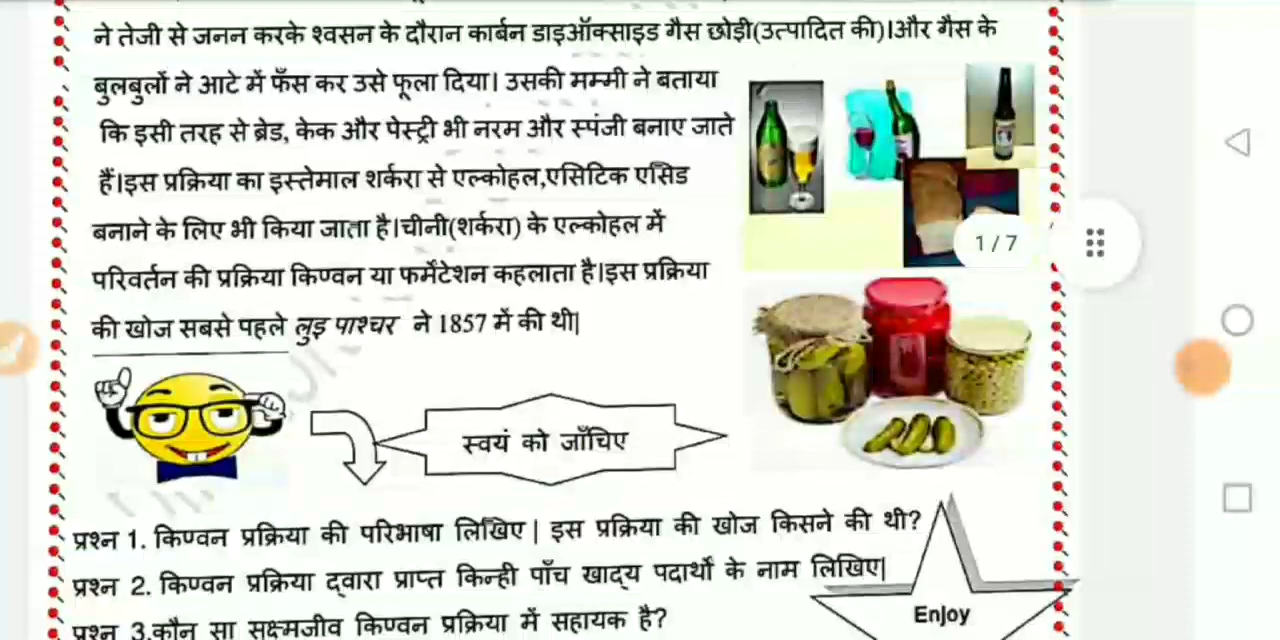 ने तेजी से जनन करके श्वसन के दौरान कार्बन डाइऑक्साइड गैस छोड़ी(उत्पादित की)।और गैस के
बुलबुलों ने आटे में फँस कर उसे फूला दिया। उसकी मम्मी ने बताया
कि इसी तरह से ब्रेड, केक और पेस्ट्री भी नरम और स्पंजी बनाए जाते
हैं।इस प्रक्रिया का इस्तेमाल शर्करा से एल्कोहल,एसिटिक एसिड
बनाने के लिए भी किया जाता है।चीनी(शर्करा) के एल्कोहल में
परिवर्तन की प्रक्रिया किण्वन या फर्मेंटेशन कहलाता है।इस प्रक्रिया
की खोज सबसे पहले लुइ पाश्चर ने 1857 में की थी|
1 / 7
स्वयं को जाँचिए
प्रश्न 1. किण्वन प्रक्रिया की परिभाषा लिखिए| इस प्रक्रिया की खोज किसने की थी?
प्रश्न 2. किण्वन प्रक्रिया द्वारा प्राप्त किन्ही पाँच खाद्य पदार्थों के नाम लिखिए|
प्रश्न 3.कौन सा सूक्ष्मजीव किण्वन प्रक्रिया में सहायक है?
Enjoy